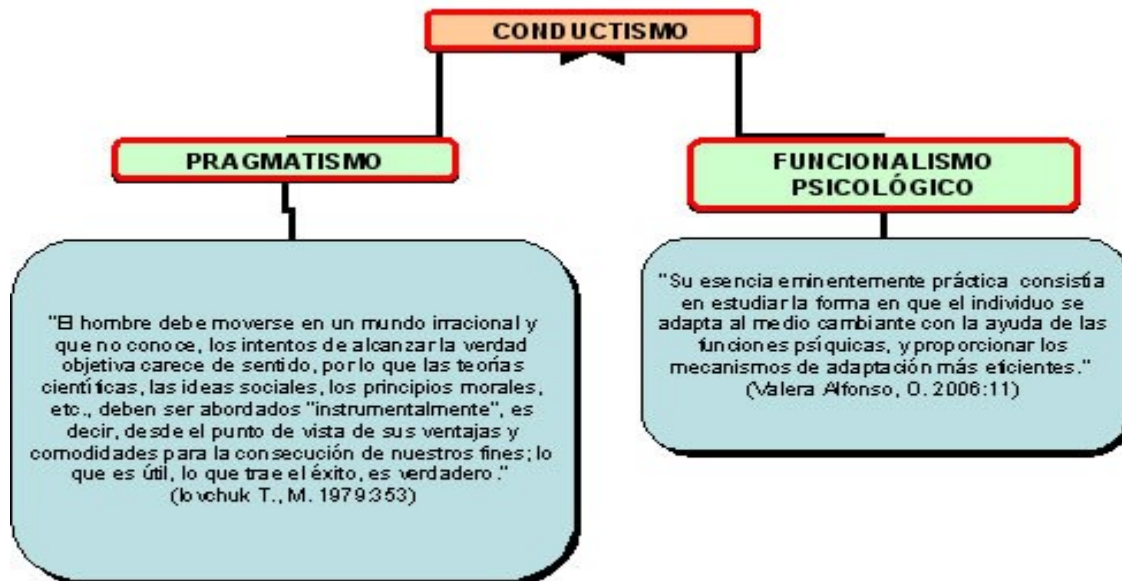 CONDUCTISMO
PRAGMATISMO
"El hombre debe moverse en un mundo irracional y
que no conoce, los intentos de alcanzar la verdad
objetiva carece de sentido, por lo que las teorías
científicas, las ideas sociales, los principios morales,
etc., deben ser abordados "instrumentalmente", es
decir, desde el punto de vista de sus ventajas y
comodidades para la consecución de nuestros fines; lo
que es útil, lo que trae el éxito, es verdadero."
(Iovchuk T., M. 1979:353)
FUNCIONALISMO
PSICOLÓGICO
"Su esencia eminentemente práctica consistía
en estudiar la forma en que el individuo se
adapta al medio cambiante con la ayuda de las
funciones psíquicas, y proporcionar los
mecanismos de adaptación más eficientes."
(Valera Alfonso, O. 2006:11)